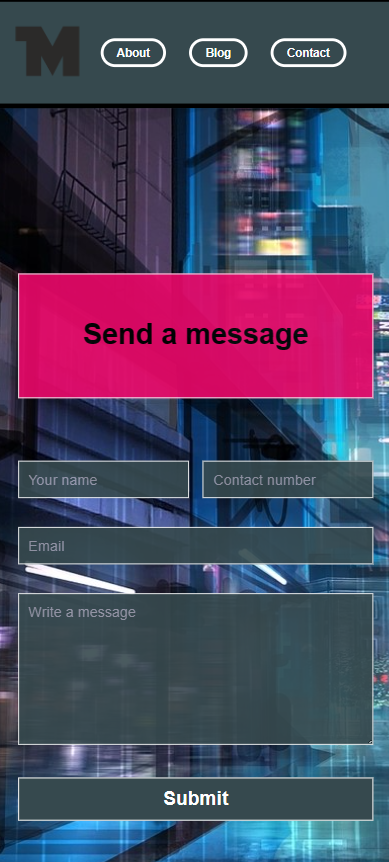 TM
About
Blog
Contact
Send a message
Your name
Contact number
Email
Write a message
Submit